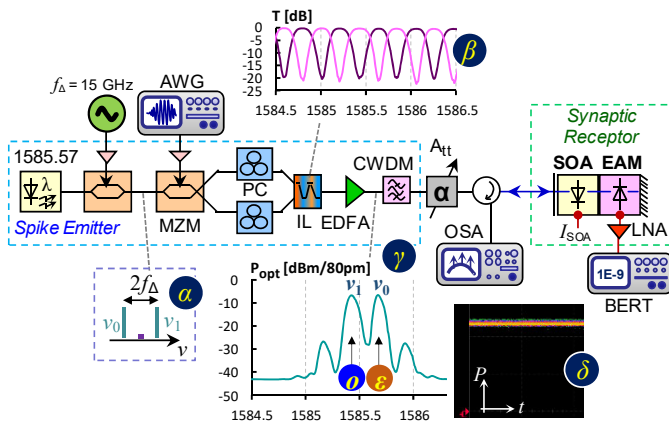 T [dB]
0
-5
-10
-15
-20
-25
β
1584.5 1585 1585.5 1586 1586.5
fΔ = 15 GHz
AWG
Synaptic
Receptor
1585.57
λ
PC
CWDM
Att
SOA EAM
α
Spike Emitter
MZM
IL
EDFA
OSA
ISOA
LNA
1E-9
BERT
2fΔ
α
ν0 ν1
ν
Popt [dBm/80pm]
γ
0
-10
-20
-30
-40
-50
ν1 ν0
o ε
1584.5 1585 1585.5 1586
P
t
δ